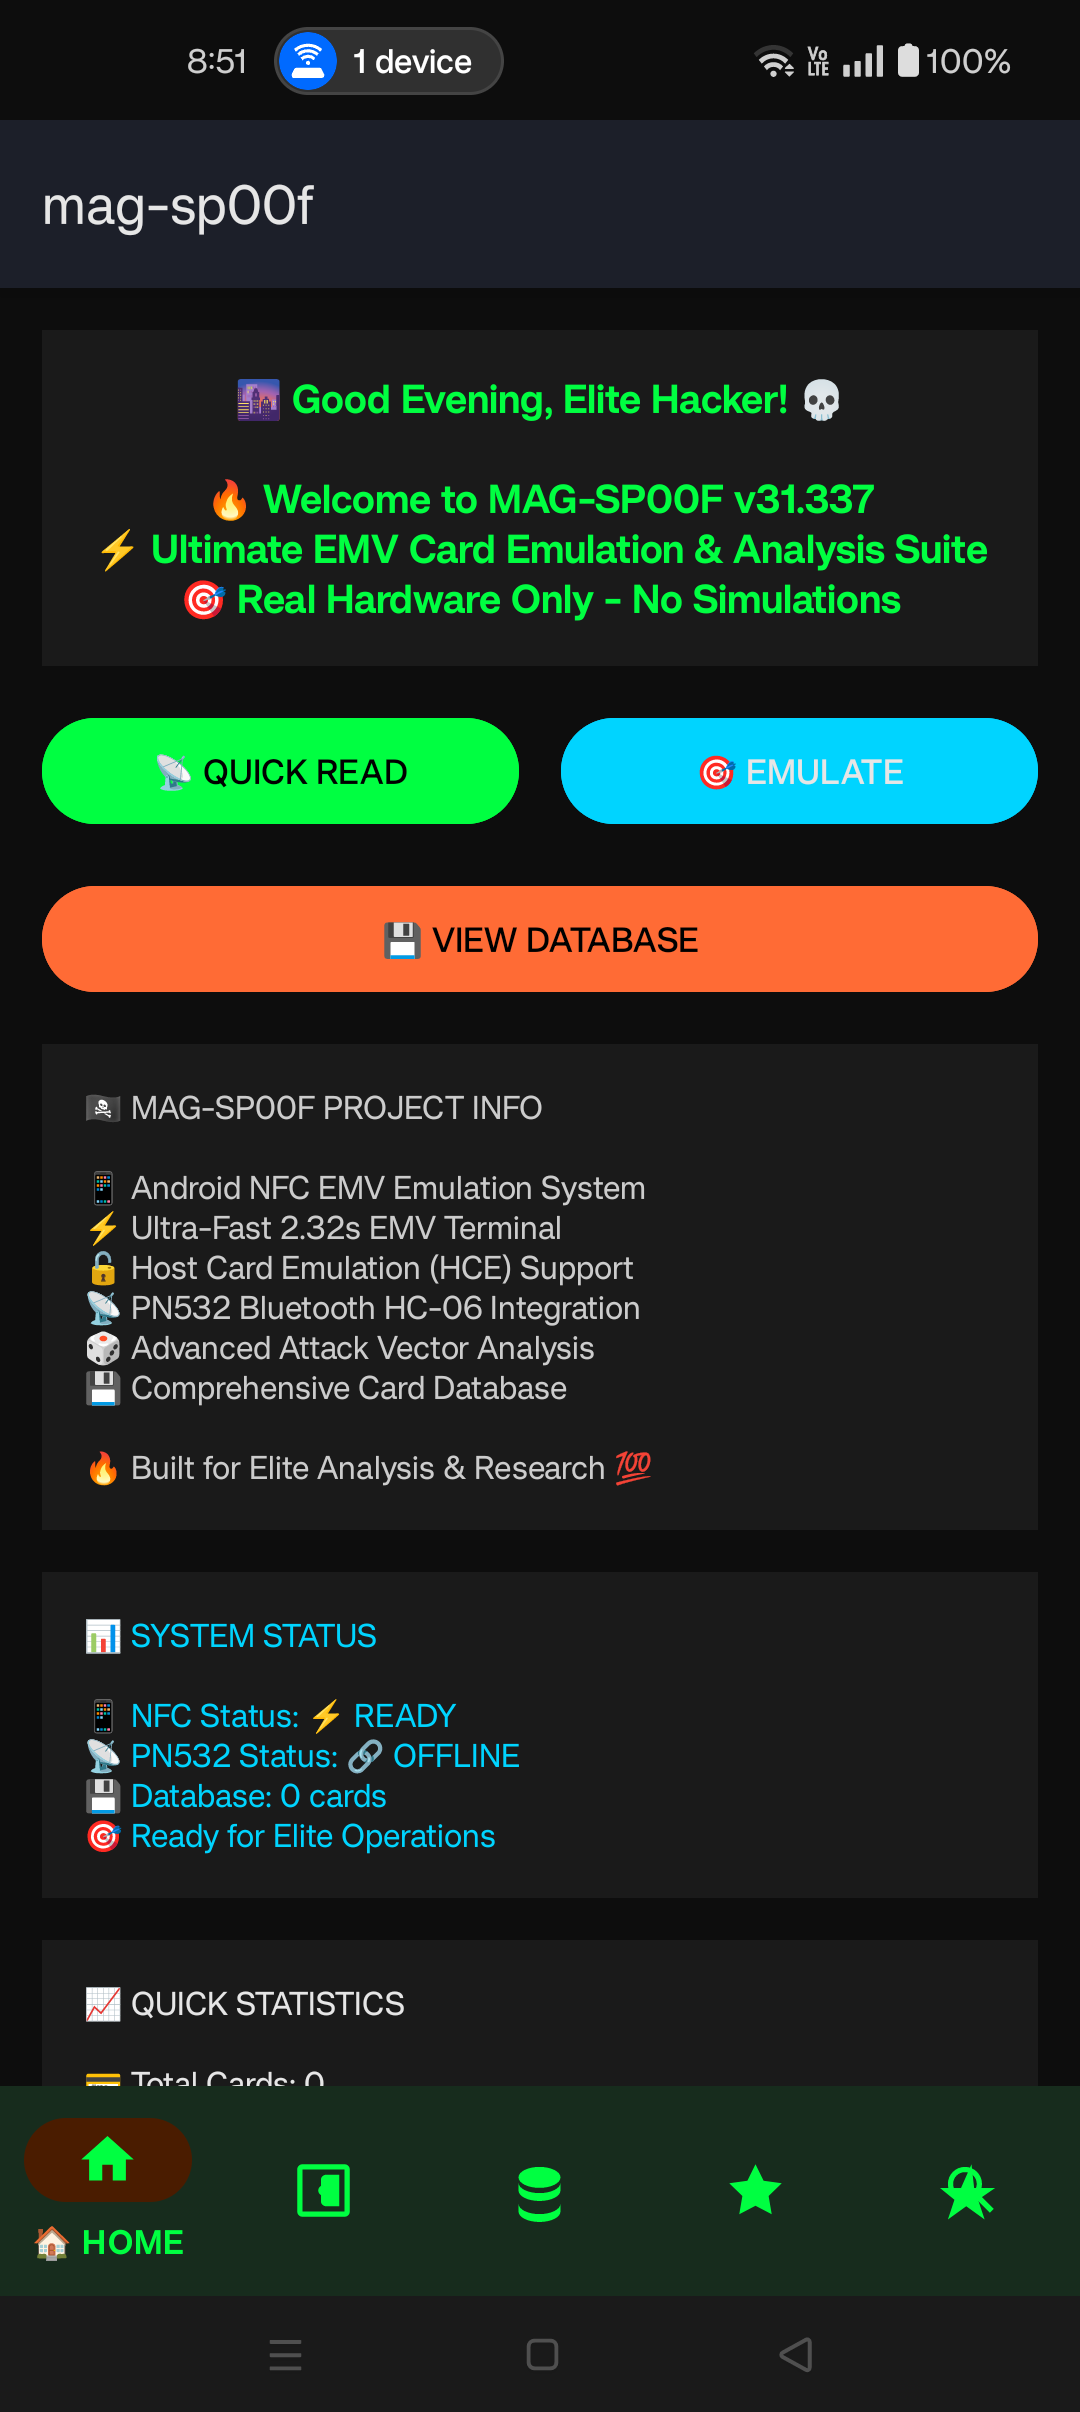 8:51
1 device
Vo LTE
100%
mag-sp00f
🌆 Good Evening, Elite Hacker! 💀
🔥 Welcome to MAG-SP00F v31.337
⚡ Ultimate EMV Card Emulation & Analysis Suite
🎯 Real Hardware Only - No Simulations
📡 QUICK READ
🎯 EMULATE
💾 VIEW DATABASE
🏴‍☠️ MAG-SP00F PROJECT INFO
📱 Android NFC EMV Emulation System
⚡ Ultra-Fast 2.32s EMV Terminal
🔓 Host Card Emulation (HCE) Support
📡 PN532 Bluetooth HC-06 Integration
🎲 Advanced Attack Vector Analysis
💾 Comprehensive Card Database
🔥 Built for Elite Analysis & Research 💯
📊 SYSTEM STATUS
📱 NFC Status: ⚡ READY
📡 PN532 Status: 🔗 OFFLINE
💾 Database: 0 cards
🎯 Ready for Elite Operations
📈 QUICK STATISTICS
💳 Total Cards: 0
🏠 HOME